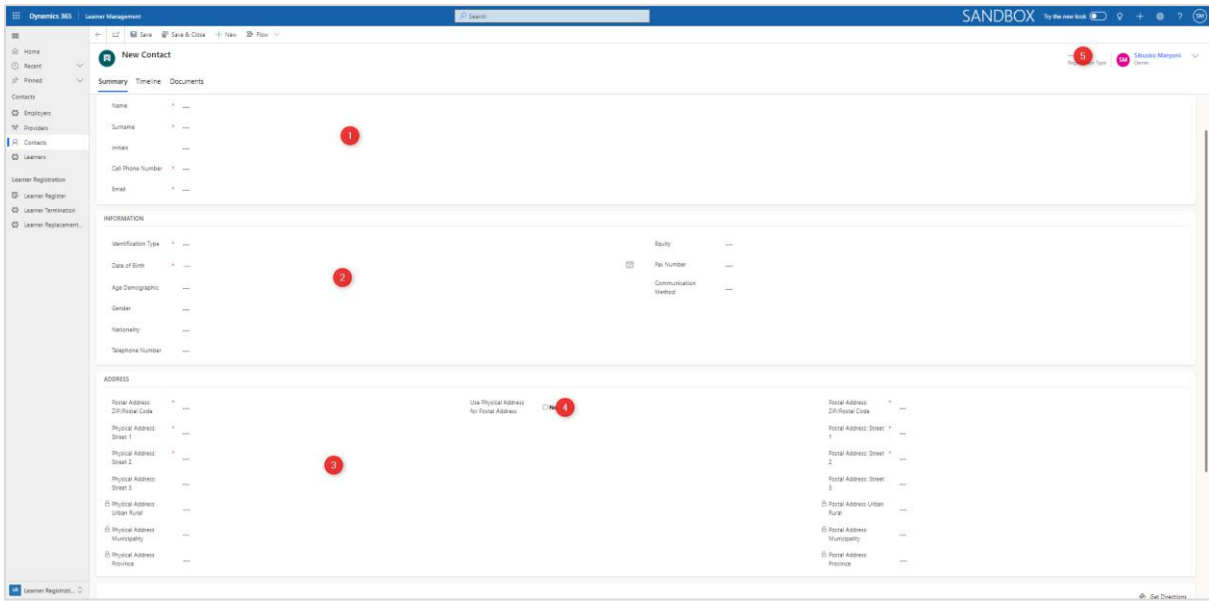 Dynamics 365
Learner Management
Search
SANDBOX
Try the new look
SM
Save
Save & Close
New
Flow
Home
Recent
Pinned
Contacts
Employers
Providers
Contacts
Learners
Learner Registration
Learner Register
Learner Termination
Learner Replacement...
Learner Registrati...
New Contact
5
Type
SM
Sibusiso Manyoni
Owner
Summary
Timeline
Documents
Name * ---
Surname * ---
1
Initials ---
Cell Phone Number * ---
Email * ---
INFORMATION
Identification Type * ---
Equity ---
Date of Birth * ---
Fax Number ---
2
Age Demographic ---
Communication
Method ---
Gender ---
Nationality ---
Telephone Number ---
ADDRESS
Postal Address:
ZIP/Postal Code * ---
Physical Address:
Street 1 * ---
Physical Address:
Street 2 * ---
3
Physical Address:
Street 3 ---
Physical Address
Urban Rural ---
Physical Address
Municipality ---
Physical Address
Province ---
Use Physical Address
for Postal Address
4
Postal Address: *
ZIP/Postal Code ---
Postal Address: Street *
1 ---
Postal Address: Street *
2 ---
Postal Address: Street
3 ---
Postal Address Urban
Rural ---
Postal Address
Municipality ---
Postal Address
Province ---
Get Directions